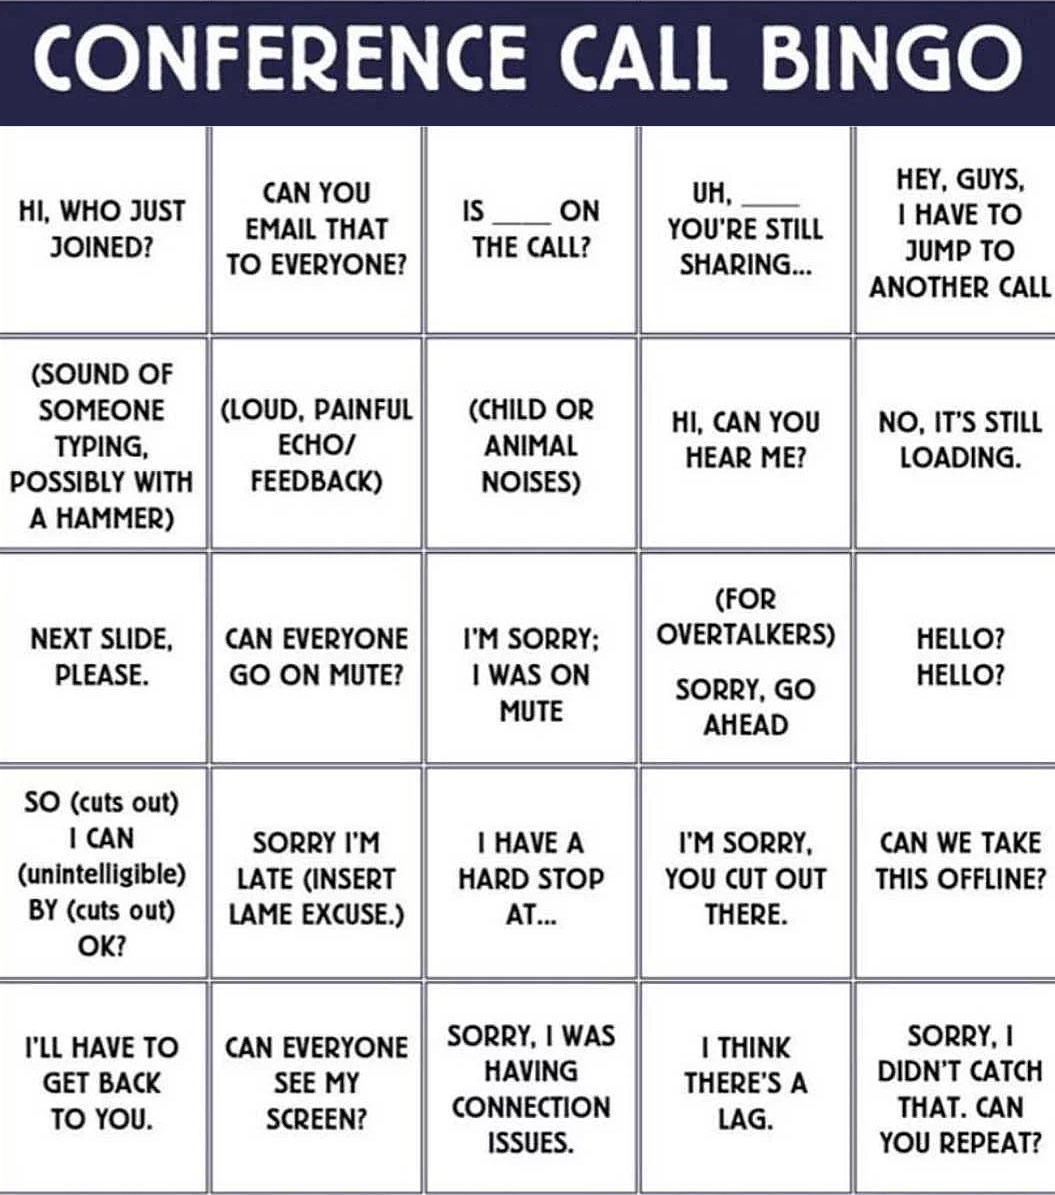 CONFERENCE CALL BINGO
HI, WHO JUST
JOINED?
CAN YOU
EMAIL THAT
TO EVERYONE?
IS ____ ON
THE CALL?
UH, ____
YOU'RE STILL
SHARING...
HEY, GUYS,
I HAVE TO
JUMP TO
ANOTHER CALL
(SOUND OF
SOMEONE
TYPING,
POSSIBLY WITH
A HAMMER)
(LOUD, PAINFUL
ECHO/
FEEDBACK)
(CHILD OR
ANIMAL
NOISES)
HI, CAN YOU
HEAR ME?
NO, IT'S STILL
LOADING.
NEXT SLIDE,
PLEASE.
CAN EVERYONE
GO ON MUTE?
I'M SORRY;
I WAS ON
MUTE
(FOR
OVERTALKERS)
SORRY, GO
AHEAD
HELLO?
HELLO?
SO (cuts out)
I CAN
(unintelligible)
BY (cuts out)
OK?
SORRY I'M
LATE (INSERT
LAME EXCUSE.)
I HAVE A
HARD STOP
AT...
I'M SORRY,
YOU CUT OUT
THERE.
CAN WE TAKE
THIS OFFLINE?
I'LL HAVE TO
GET BACK
TO YOU.
CAN EVERYONE
SEE MY
SCREEN?
SORRY, I WAS
HAVING
CONNECTION
ISSUES.
I THINK
THERE'S A
LAG.
SORRY, I
DIDN'T CATCH
THAT. CAN
YOU REPEAT?